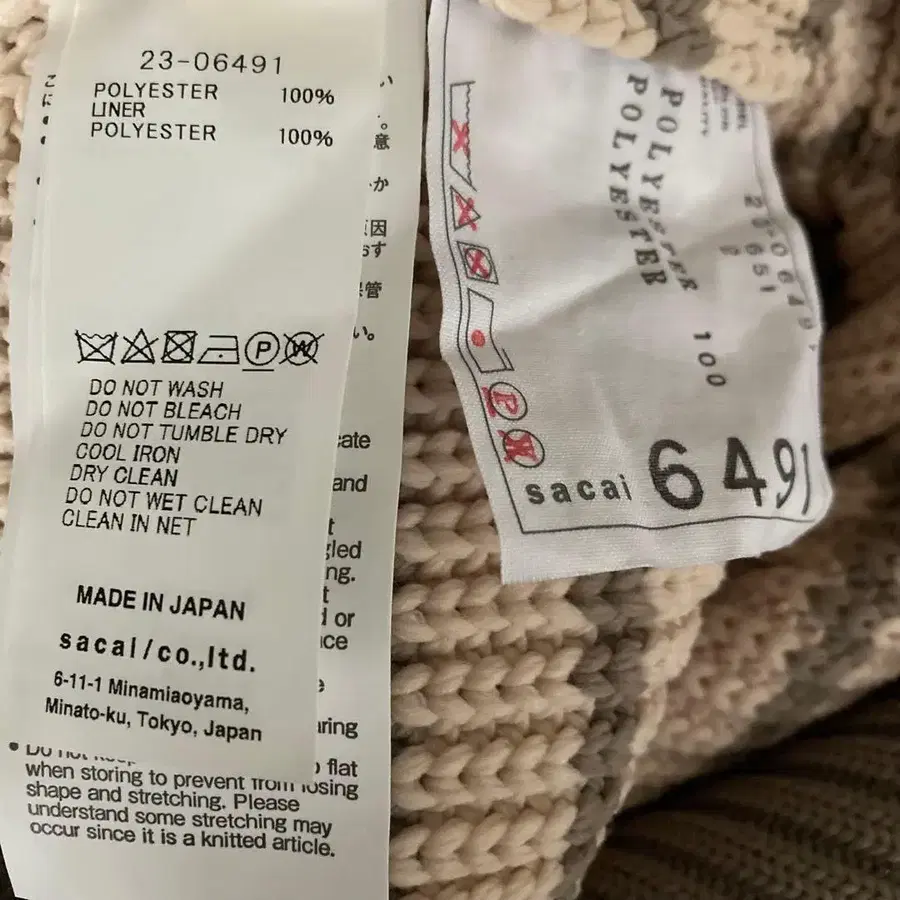 23-06491
POLYESTER 100%
LINER
POLYESTER 100%
P W
DO NOT WASH
DO NOT BLEACH
DO NOT TUMBLE DRY
COOL IRON
DRY CLEAN
DO NOT WET CLEAN
CLEAN IN NET
MADE IN JAPAN
sacai/co.,ltd.
6-11-1 Minamiaoyama,
Minato-ku, Tokyo, Japan
and
or
flat
when storing to prevent from losing
shape and stretching. Please
understand some stretching may
occur since it is a knitted article.
POLYESTER
POLYESTER 100
P
W
sacai 6491